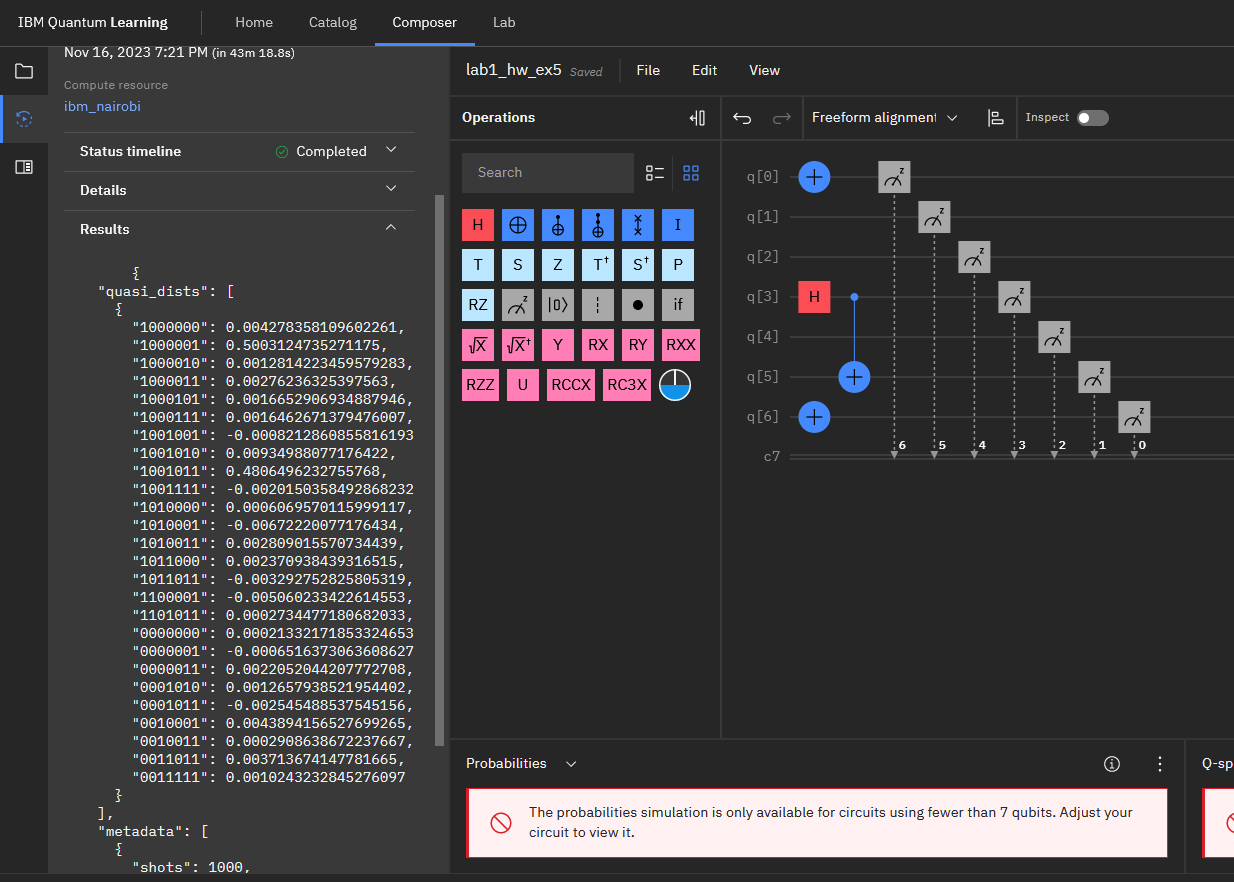 IBM Quantum Learning
Home
Catalog
Composer
Lab
Nov 16, 2023 7:21 PM (in 43m 18.8s)
Compute resource
ibm_nairobi
Status timeline
Completed
Details
Results
{
"quasi_dists": [
{
"1000000": 0.004278358109602261,
"1000001": 0.5003124735271175,
"1000010": 0.0012814223459579283,
"1000011": 0.00276236325397563,
"1000101": 0.0016652906934887946,
"1000111": 0.0016462671379476007,
"1001001": -0.0008212860855816193
"1001010": 0.00934988077176422,
"1001011": 0.4806496232755768,
"1001111": -0.0020150358492868232
"1010000": 0.0006069570115999117,
"1010001": -0.00672220077176434,
"1010011": 0.002809015570734439,
"1011000": 0.002370938439316515,
"1011011": -0.003292752825805319,
"1100001": -0.005060233422614553,
"1101011": 0.0002734477180682033,
"0000000": 0.00021332171853324653
"0000001": -0.0006516373063608627
"0000011": 0.0022052044207772708,
"0001010": 0.0012657938521954402,
"0001011": -0.002545488537545156,
"0010001": 0.0043894156527699265,
"0010011": 0.0002908638672237667,
"0011011": 0.003713674147781665,
"0011111": 0.0010243232845276097
}
],
"metadata": [
{
"shots": 1000,
lab1_hw_ex5 Saved
File
Edit
View
Operations
Freeform alignment
Inspect
Search
H
I
T
S
Z
T†
S†
P
RZ
z
|0⟩
if
√X
√X†
Y
RX
RY
RXX
RZZ
U
RCCX
RC3X
q[0]
z
q[1]
z
q[2]
z
q[3]
H
z
q[4]
z
q[5]
z
q[6]
z
c7
6
5
4
3
2
1
0
Probabilities
Q-sp
The probabilities simulation is only available for circuits using fewer than 7 qubits. Adjust your
circuit to view it.